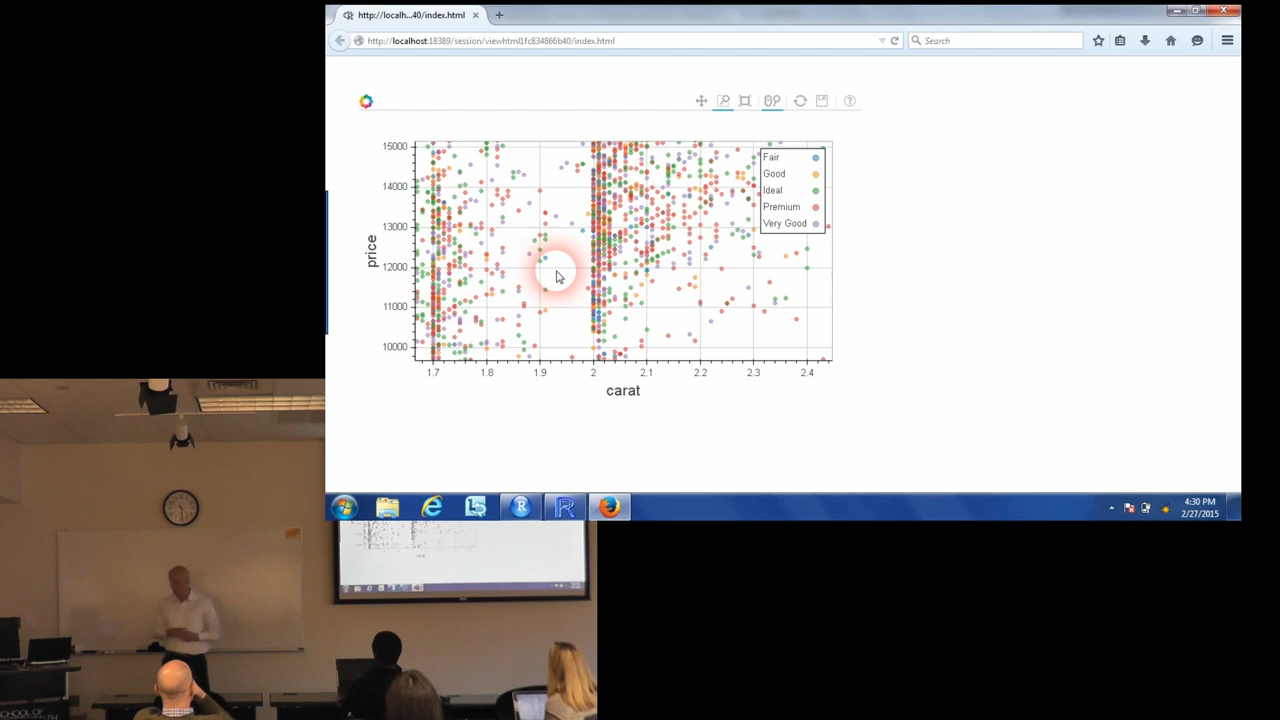 http://localh...40/index.html
http://localhost:18389/session/viewhtml1fc834866b40/index.html
Search
15000
14000
13000
12000
11000
10000
price
Fair
Good
Ideal
Premium
Very Good
1.7 1.8 1.9 2 2.1 2.2 2.3 2.4
carat
4:30 PM
2/27/2015
SCHOOL OF